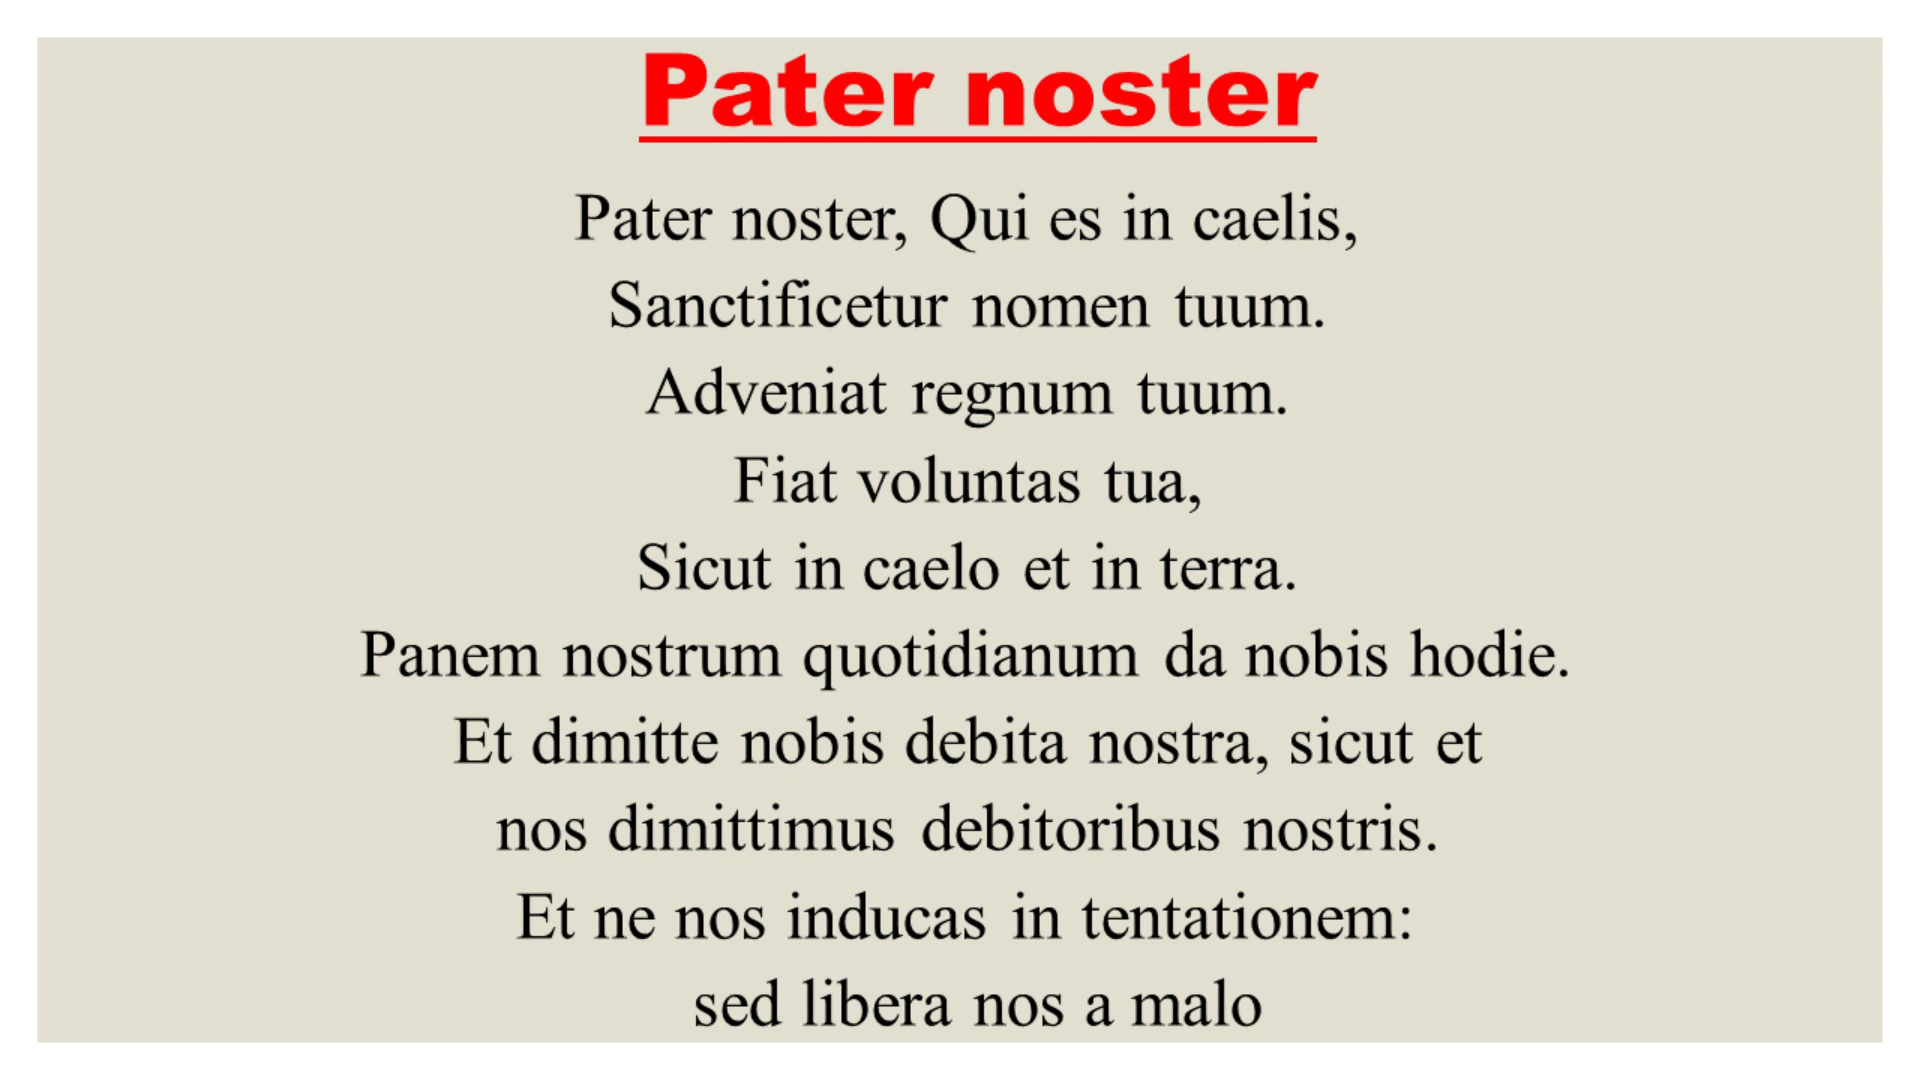 Pater noster
Pater noster, Qui es in caelis,
Sanctificetur nomen tuum.
Adveniat regnum tuum.
Fiat voluntas tua,
Sicut in caelo et in terra.
Panem nostrum quotidianum da nobis hodie.
Et dimitte nobis debita nostra, sicut et
nos dimittimus debitoribus nostris.
Et ne nos inducas in tentationem:
sed libera nos a malo